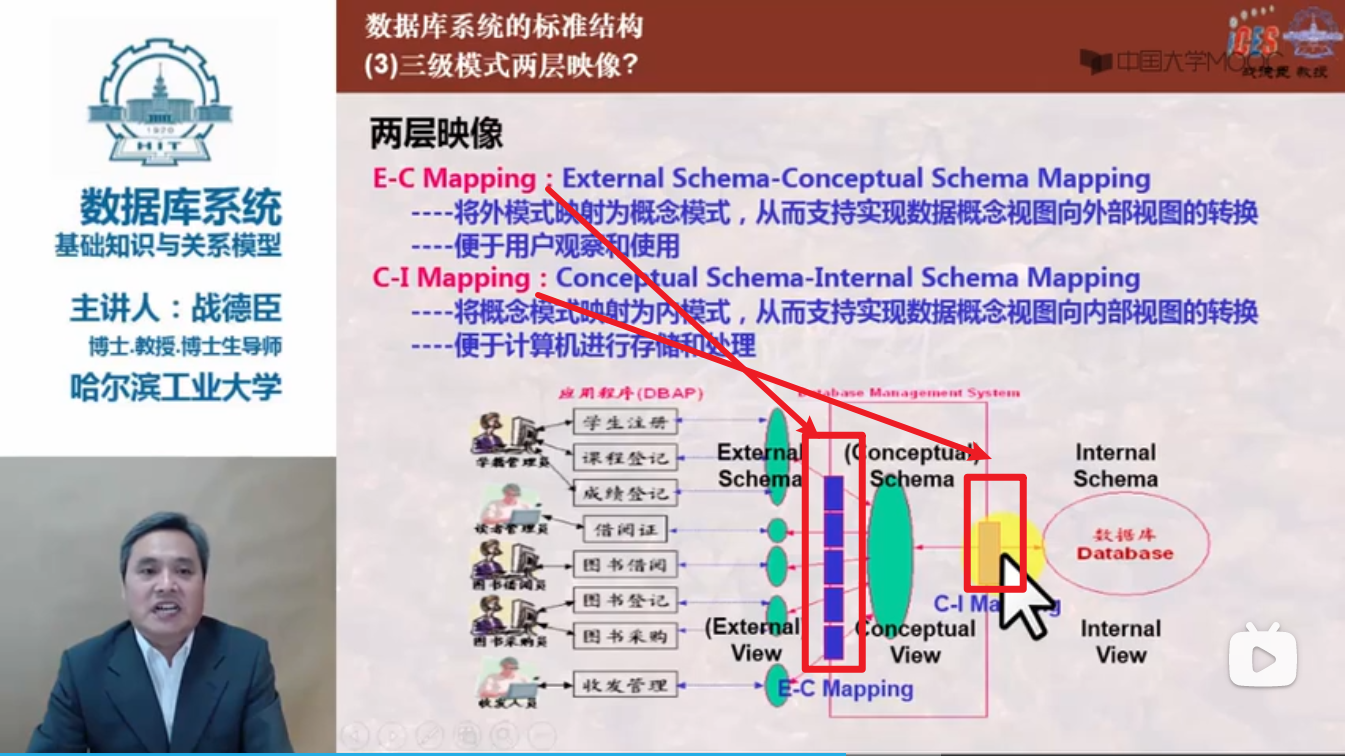 数据库系统的标准结构
(3)三级模式两层映像?
中国大学MOOC
战德臣 教授
1920
HIT
数据库系统
基础知识与关系模型
主讲人:战德臣
博士.教授.博士生导师
哈尔滨工业大学
两层映像
E-C Mapping:External Schema-Conceptual Schema Mapping
----将外模式映射为概念模式,从而支持实现数据概念视图向外部视图的转换
----便于用户观察和使用
C-I Mapping:Conceptual Schema-Internal Schema Mapping
----将概念模式映射为内模式,从而支持实现数据概念视图向内部视图的转换
----便于计算机进行存储和处理
应用程序(DBAP)
Database Management System
学生注册
课程登记
学籍管理员
成绩登记
读者管理员
借阅证
图书借阅
图书借阅员
图书登记
图书采购员
图书采购
收发管理
收发人员
External
Schema
(Conceptual)
Schema
Internal
Schema
数据库
Database
C-I Ma
g
(External)
View
Conceptual
View
Internal
View
E-C Mapping